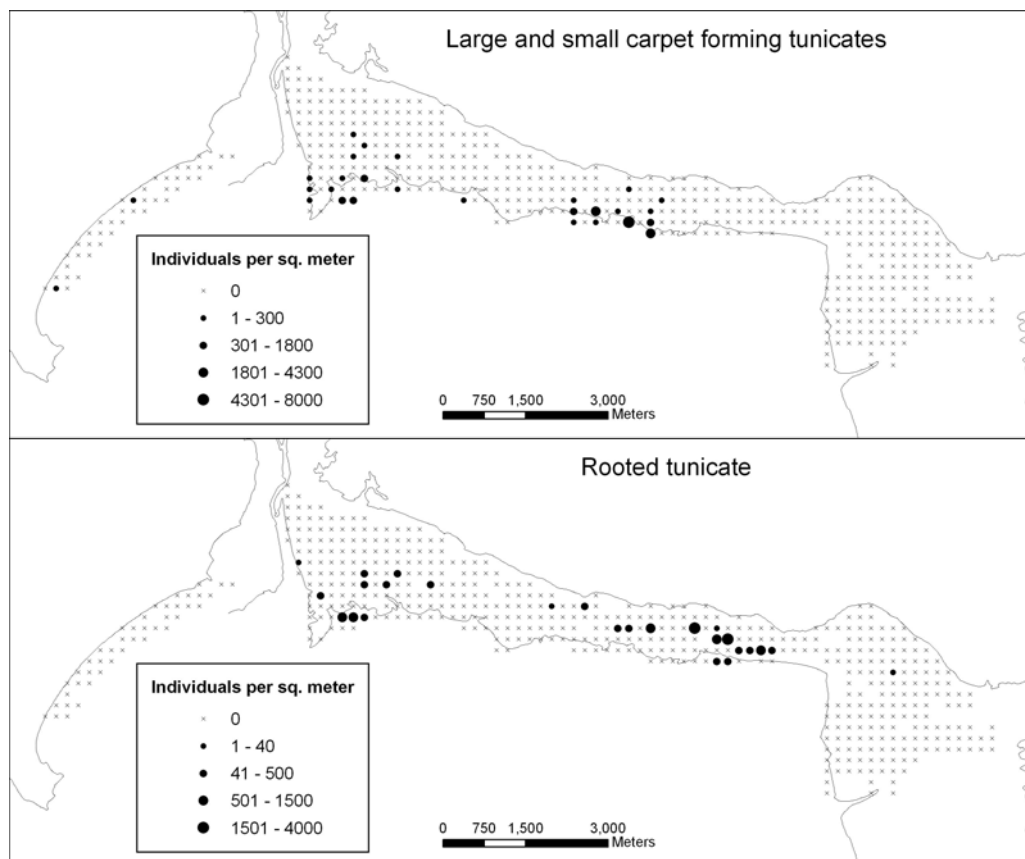 Large and small carpet forming tunicates
Individuals per sq. meter
0
1 - 300
301 - 1800
1801 - 4300
4301 - 8000
0 750 1,500 3,000
Meters
Rooted tunicate
Individuals per sq. meter
0
1 - 40
41 - 500
501 - 1500
1501 - 4000
0 750 1,500 3,000
Meters